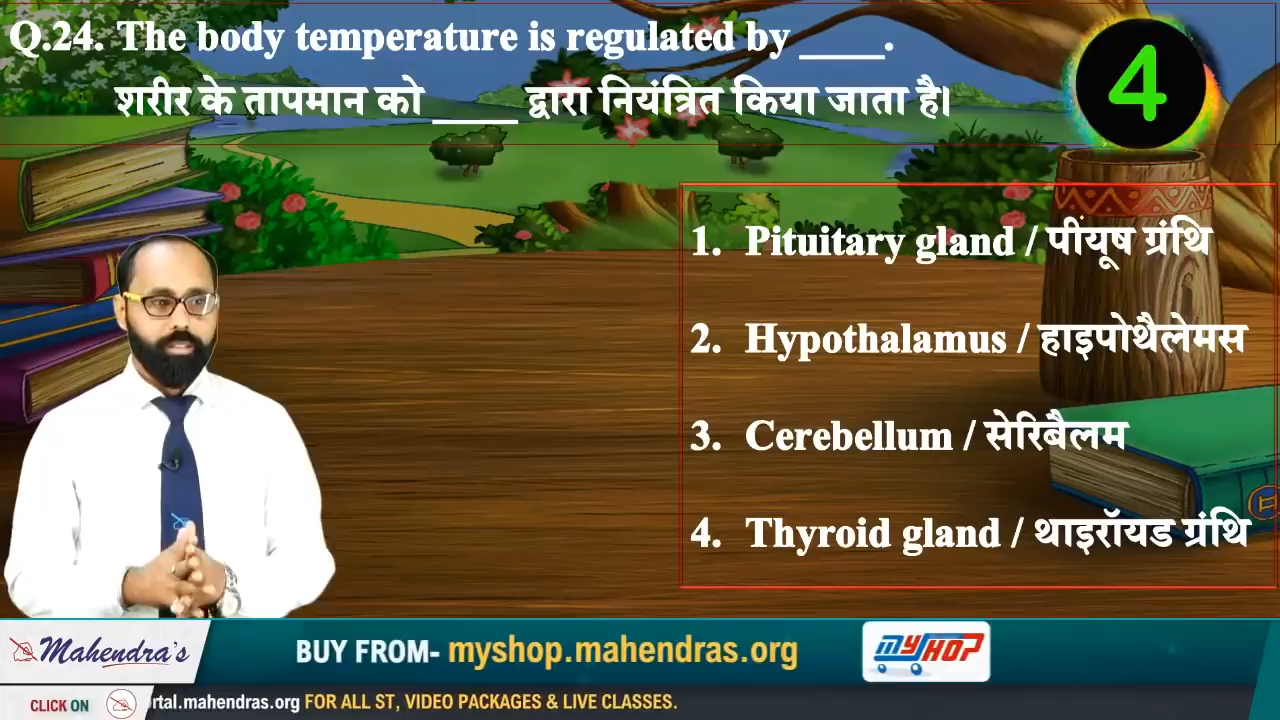 Q.24. The body temperature is regulated by ____.
शरीर के तापमान को ____ द्वारा नियंत्रित किया जाता है।
4
1. Pituitary gland / पीयूष ग्रंथि
2. Hypothalamus / हाइपोथैलेमस
3. Cerebellum / सेरिबैलम
4. Thyroid gland / थाइरॉयड ग्रंथि
Mahendra's
BUY FROM- myshop.mahendras.org
MY SHOP
CLICK ON
rtal.mahendras.org FOR ALL ST, VIDEO PACKAGES & LIVE CLASSES.